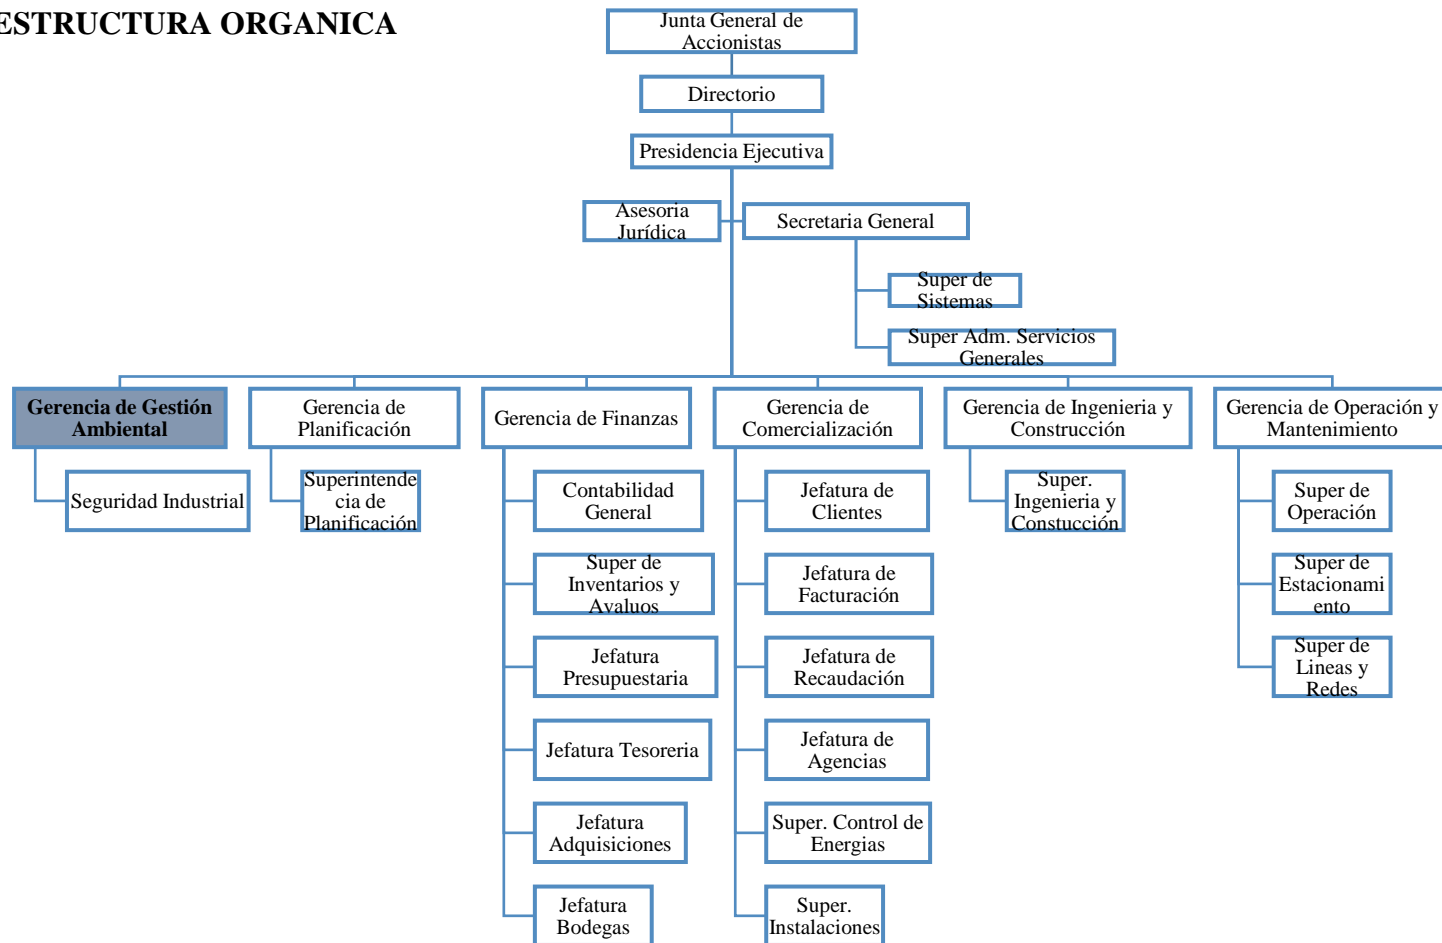 ESTRUCTURA ORGANICA
Junta General de
Accionistas
Directorio
Presidencia Ejecutiva
Asesoria
Jurídica
Secretaria General
Super de
Sistemas
Super Adm. Servicios
Generales
Gerencia de Gestión
Ambiental
Seguridad Industrial
Gerencia de
Planificación
Superintende
cia de
Planificación
Gerencia de Finanzas
Contabilidad
General
Super de
Inventarios y
Avaluos
Jefatura
Presupuestaria
Jefatura Tesoreria
Jefatura
Adquisiciones
Jefatura
Bodegas
Gerencia de
Comercialización
Jefatura de
Clientes
Jefatura de
Facturación
Jefatura de
Recaudación
Jefatura de
Agencias
Super. Control de
Energias
Super.
Instalaciones
Gerencia de Ingenieria y
Construcción
Super.
Ingenieria y
Constucción
Gerencia de Operación y
Mantenimiento
Super de
Operación
Super de
Estacionami
ento
Super de
Lineas y
Redes